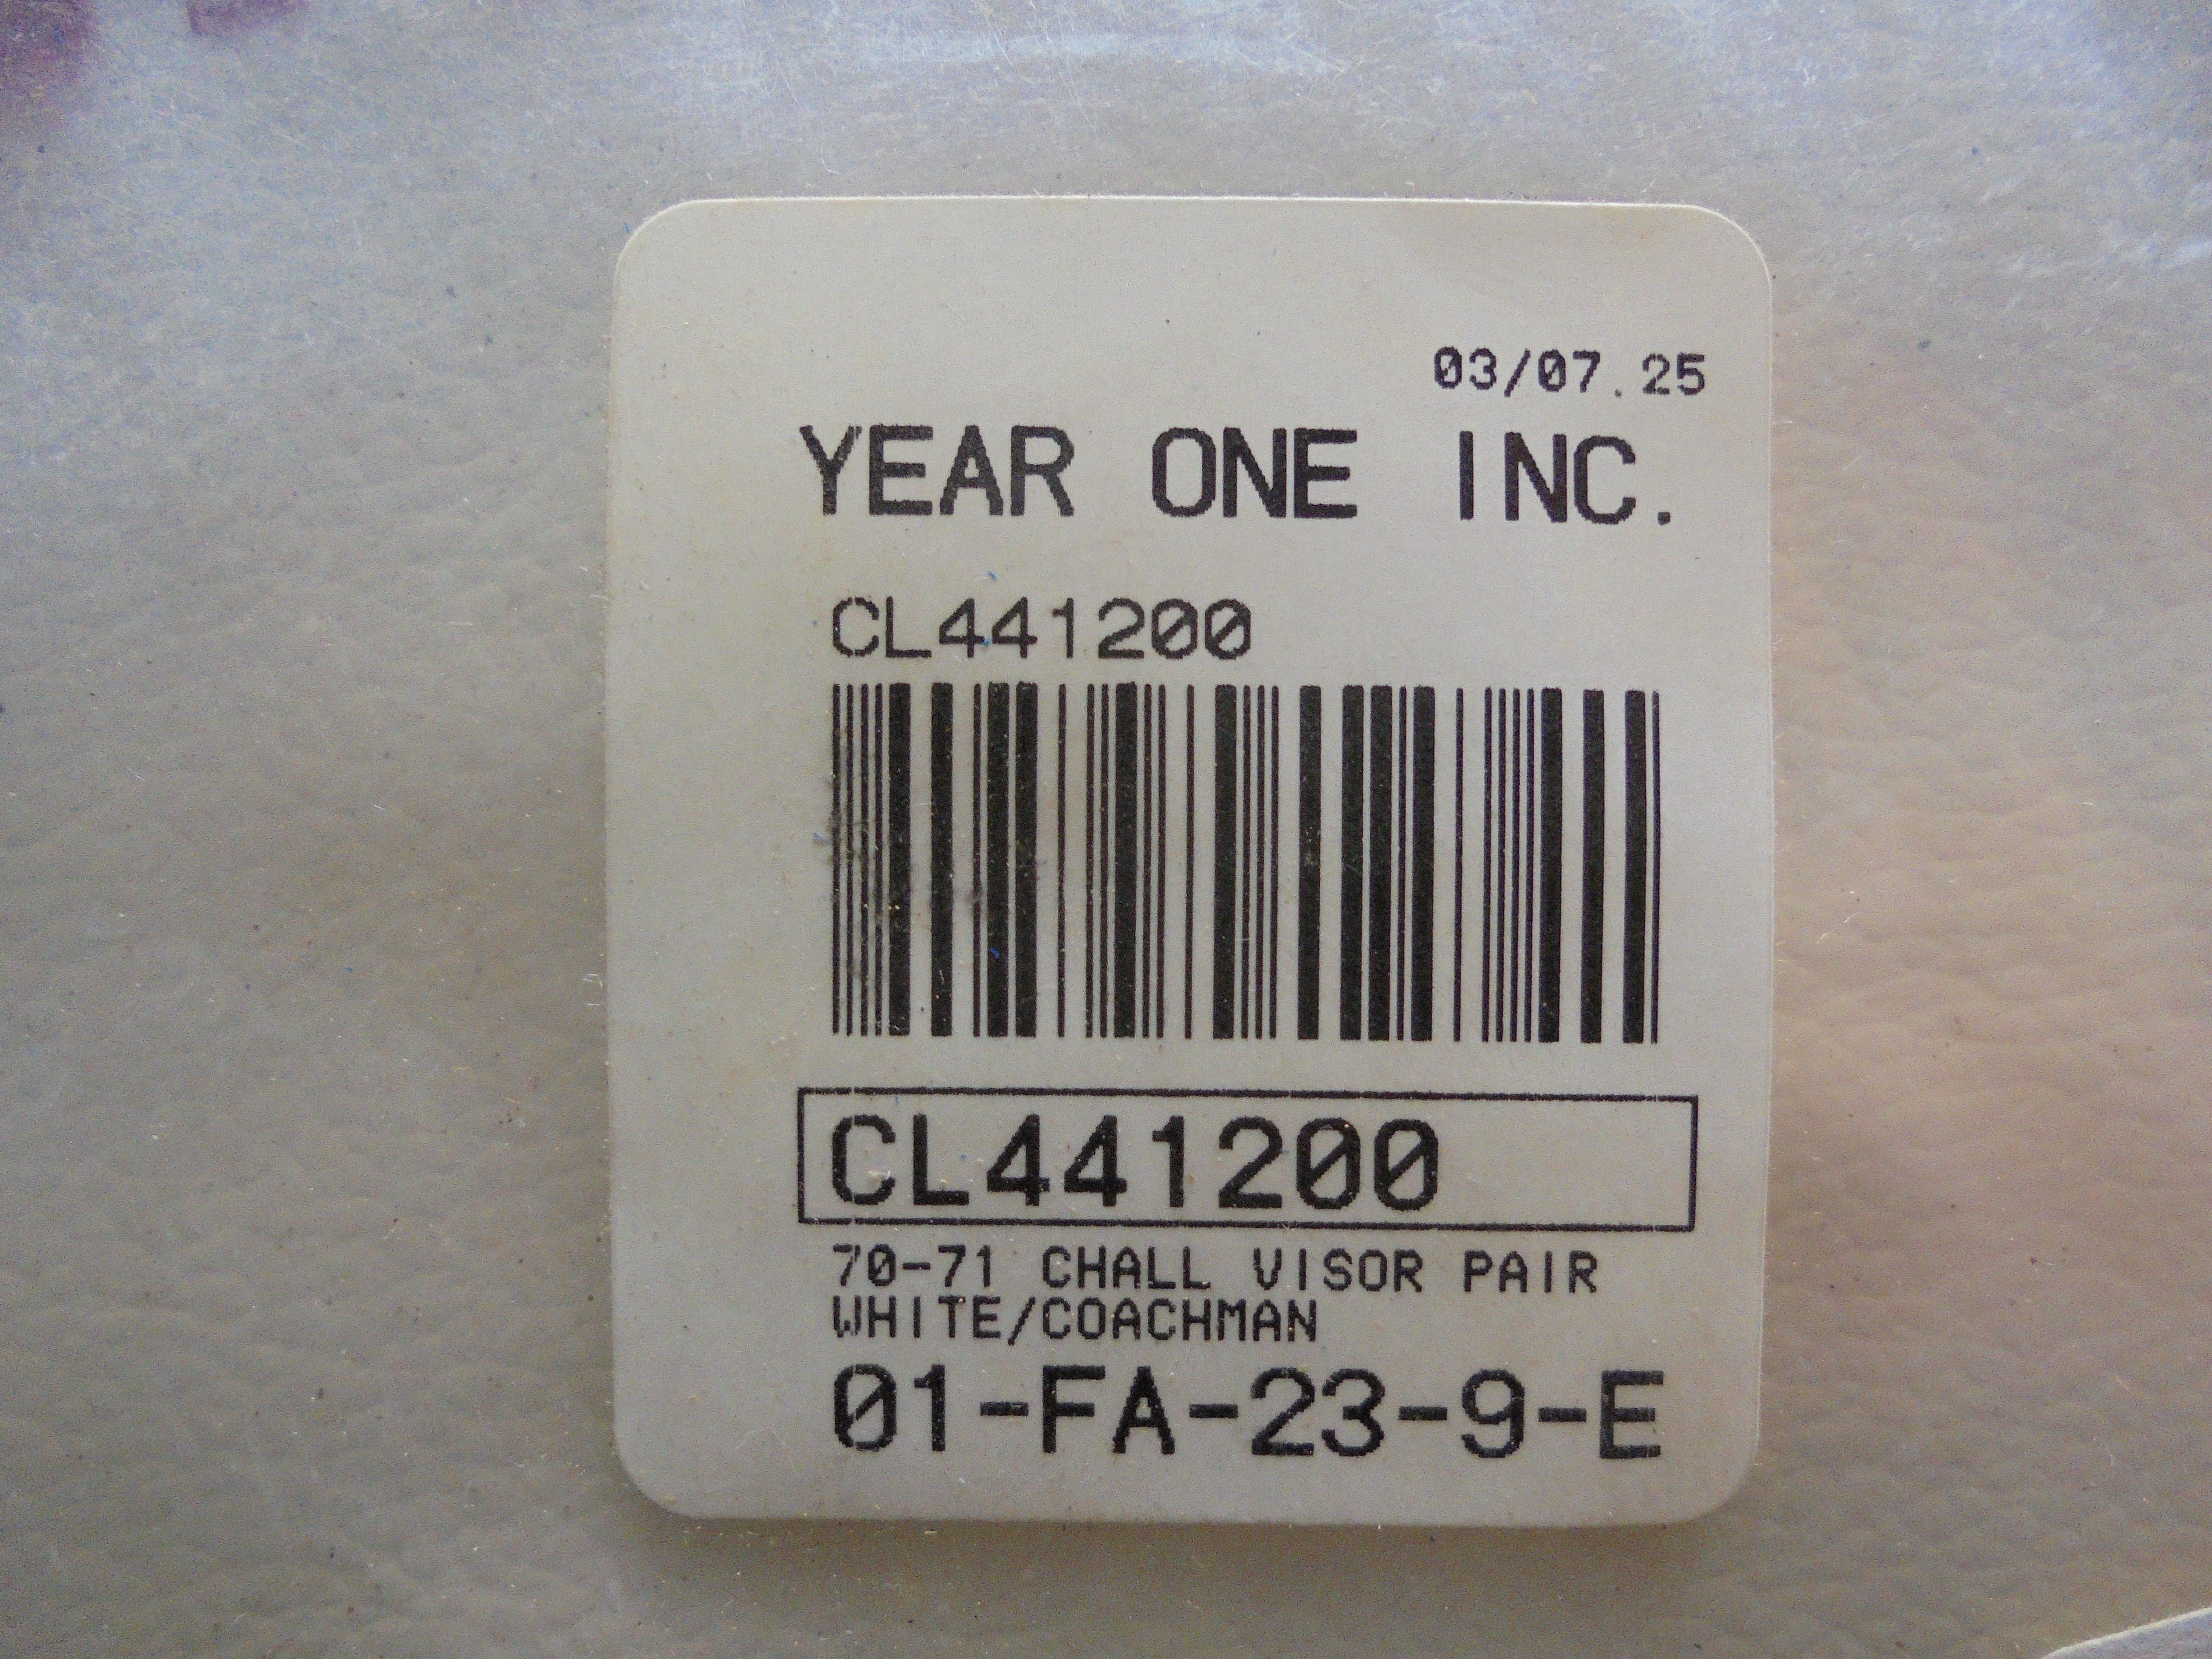 03/07.25
YEAR ONE INC.
CL441200
CL441200
70-71 CHALL VISOR PAIR
WHITE/COACHMAN
01-FA-23-9-E